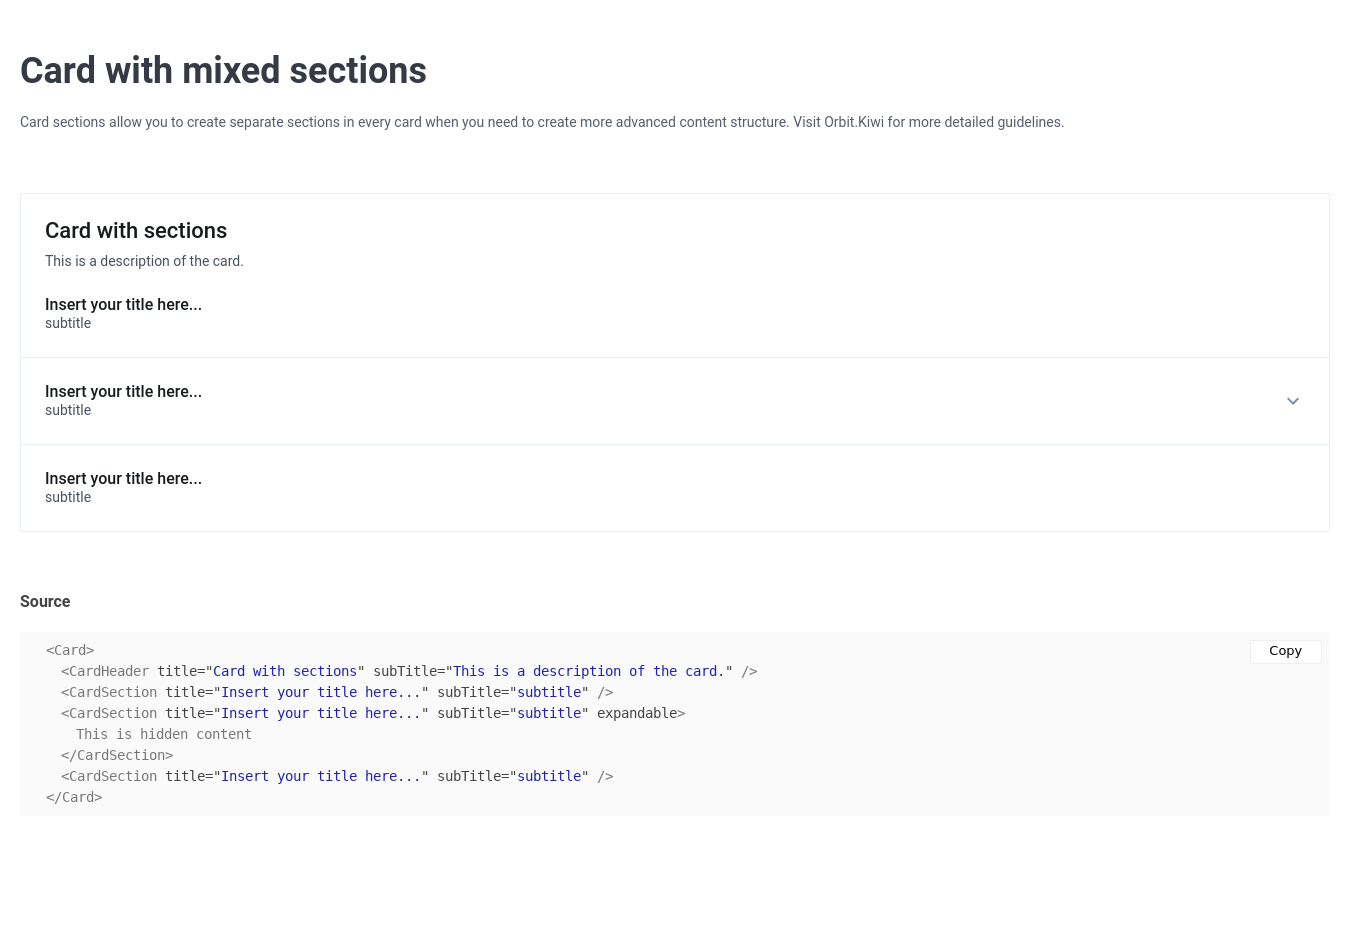 Card with mixed sections
Card sections allow you to create separate sections in every card when you need to create more advanced content structure. Visit Orbit.Kiwi for more detailed guidelines.
Card with sections
This is a description of the card.
Insert your title here...
subtitle
Insert your title here...
subtitle
Insert your title here...
subtitle
Source
Copy
<Card>
  <CardHeader title="Card with sections" subTitle="This is a description of the card." />
  <CardSection title="Insert your title here..." subTitle="subtitle" />
  <CardSection title="Insert your title here..." subTitle="subtitle" expandable>
    This is hidden content
  </CardSection>
  <CardSection title="Insert your title here..." subTitle="subtitle" />
</Card>